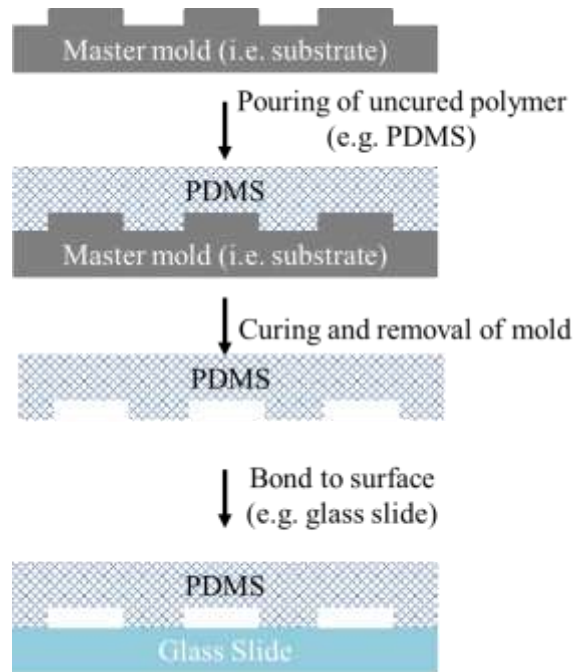 Master mold (i.e. substrate)
Pouring of uncured polymer
(e.g. PDMS)
PDMS
Master mold (i.e. substrate)
Curing and removal of mold
PDMS
Bond to surface
(e.g. glass slide)
PDMS
Glass Slide